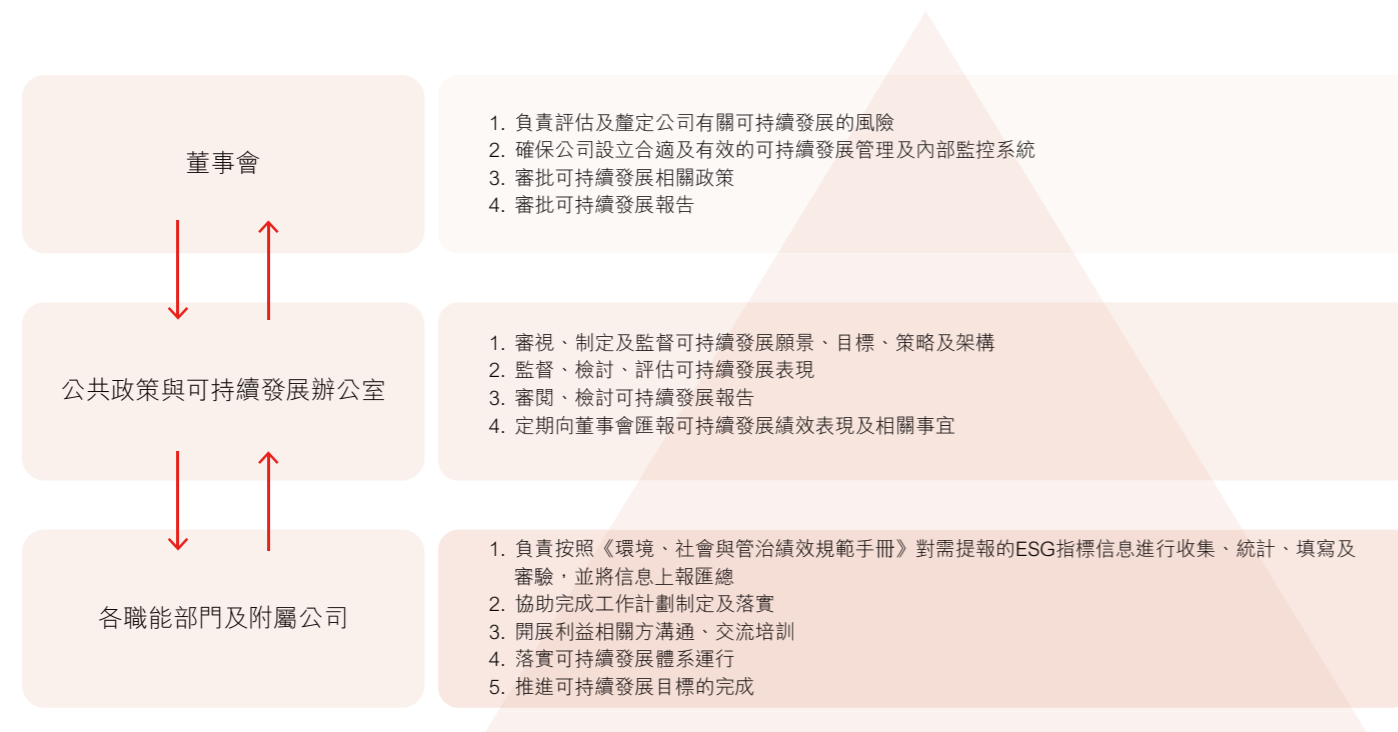 董事會
1. 負責評估及釐定公司有關可持續發展的風險
2. 確保公司設立合適及有效的可持續發展管理及內部監控系統
3. 審批可持續發展相關政策
4. 審批可持續發展報告
公共政策與可持續發展辦公室
1. 審視、制定及監督可持續發展願景、目標、策略及架構
2. 監督、檢討、評估可持續發展表現
3. 審閱、檢討可持續發展報告
4. 定期向董事會匯報可持續發展績效表現及相關事宜
各職能部門及附屬公司
1. 負責按照《環境、社會與管治績效規範手冊》對需提報的ESG指標信息進行收集、統計、填寫及
審驗，並將信息上報匯總
2. 協助完成工作計劃制定及落實
3. 開展利益相關方溝通、交流培訓
4. 落實可持續發展體系運行
5. 推進可持續發展目標的完成